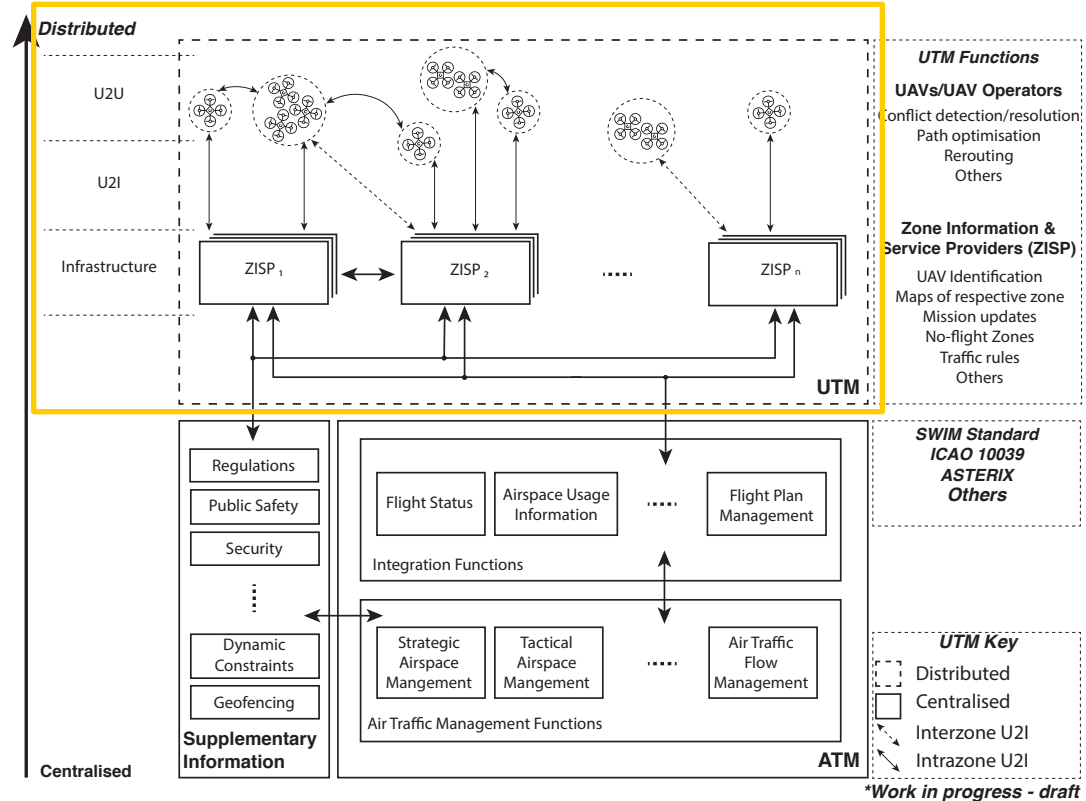 Distributed
U2U
U2I
Infrastructure
ZISP 1
ZISP 2
.....
ZISP n
UTM
UTM Functions
UAVs/UAV Operators
Conflict detection/resolution
Path optimisation
Rerouting
Others
Zone Information &
Service Providers (ZISP)
UAV Identification
Maps of respective zone
Mission updates
No-flight Zones
Traffic rules
Others
Regulations
Public Safety
Security
Dynamic
Constraints
Geofencing
Supplementary
Information
Centralised
Flight Status
Airspace Usage
Information
.....
Flight Plan
Management
Integration Functions
Strategic
Airspace
Mangement
Tactical
Airspace
Mangement
.....
Air Traffic
Flow
Management
Air Traffic Management Functions
ATM
SWIM Standard
ICAO 10039
ASTERIX
Others
UTM Key
Distributed
Centralised
Interzone U2I
Intrazone U2I
*Work in progress - draft